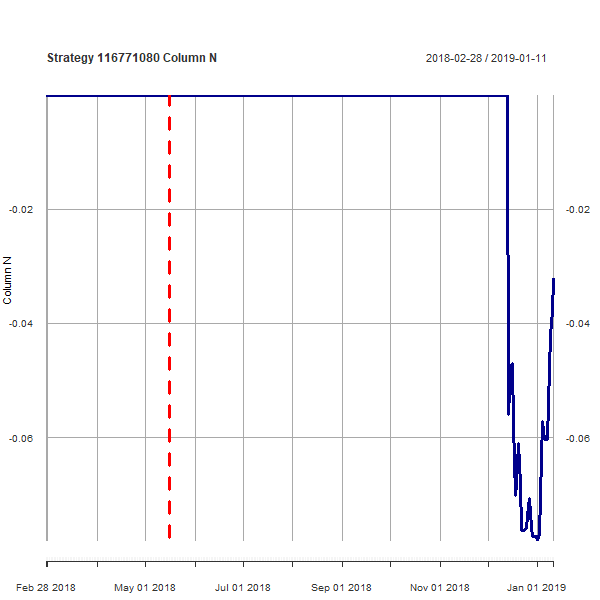 Strategy 116771080 Column N
2018-02-28 / 2019-01-11
-0.02
-0.02
Column N
-0.04
-0.04
-0.06
-0.06
Feb 28 2018
May 01 2018
Jul 01 2018
Sep 01 2018
Nov 01 2018
Jan 01 2019